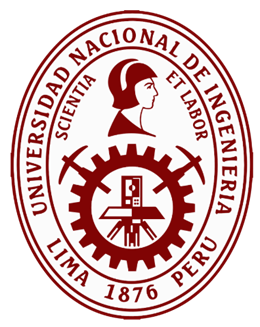 UNIVERSIDAD NACIONAL DE INGENIERIA
SCIENTIA ET LABOR
LIMA 1876 PERU